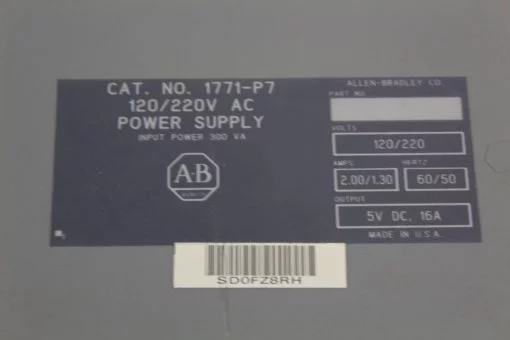 CAT. NO. 1771-P7
120/220V AC
POWER SUPPLY
INPUT POWER 300 VA
A-B
ALLEN-BRADLEY CO.
PART NO.
VOLTS
120/220
AMPS
HERTZ
2.00/1.30
60/50
OUTPUT
5V DC, 16A
MADE IN U.S.A.
SD0FZ8RH